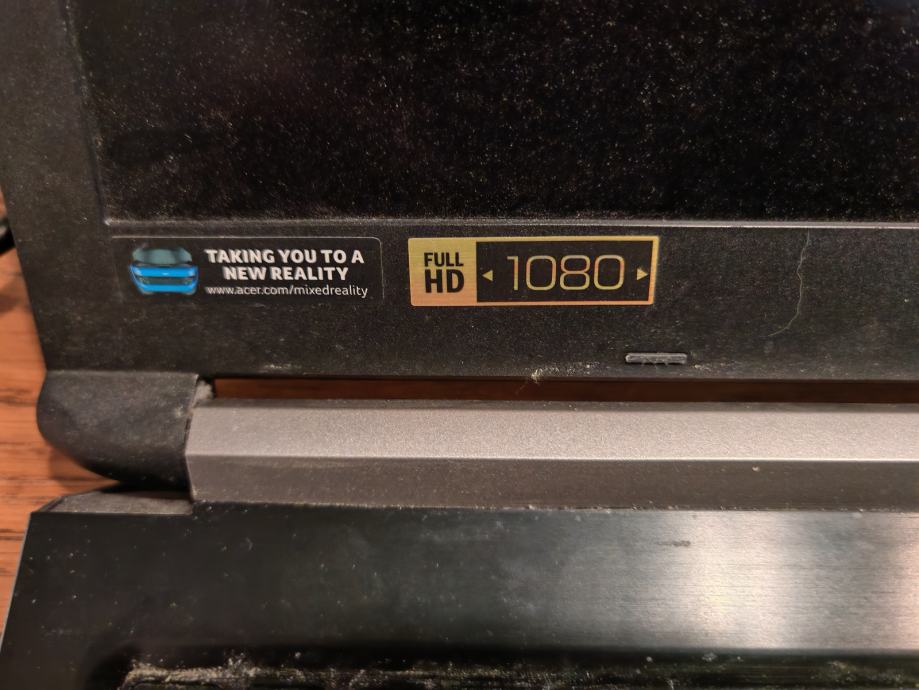 TAKING YOU TO A
NEW REALITY
www.acer.com/mixedreality
FULL
HD
1080